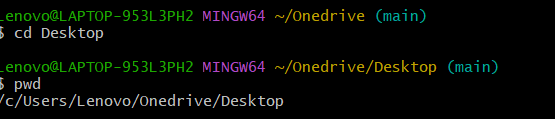 Lenovo@LAPTOP-953L3PH2 MINGW64 ~/Onedrive (main)
$ cd Desktop
Lenovo@LAPTOP-953L3PH2 MINGW64 ~/Onedrive/Desktop (main)
$ pwd
/c/Users/Lenovo/Onedrive/Desktop